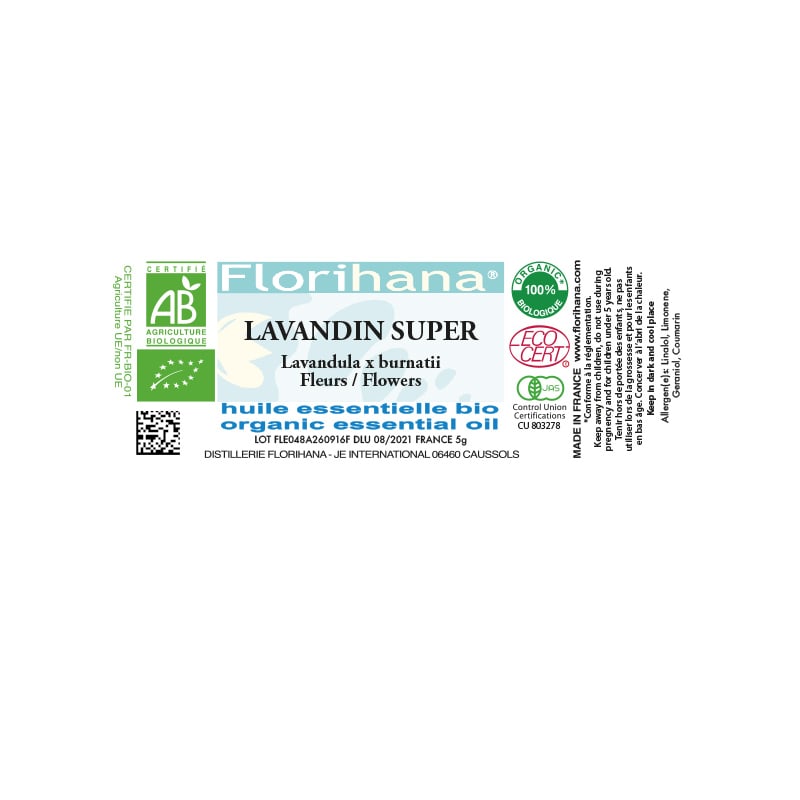 CERTIFIÉ PAR FR-BIO-01
Agriculture UE/non UE
CERTIFIÉ
AB
AGRICULTURE
BIOLOGIQUE
Florihana®
LAVANDIN SUPER
Lavandula x burnatii
Fleurs / Flowers
huile essentielle bio
organic essential oil
LOT FLE048A260916F DLU 08/2021 FRANCE 5g
DISTILLERIE FLORIHANA - JE INTERNATIONAL 06460 CAUSSOLS
ORGANIC*
100%
BIOLOGIQUE
ECO
CERT
®
JAS
Control Union
Certifications
CU 803278
MADE IN FRANCE www.florihana.com
*Conforme à la réglementation.
Keep away from children, do not use during
pregnancy and for children under 5 years old.
Tenir hors de portée des enfants, ne pas
utiliser lors de la grossesse et pour les enfants
en bas âge. Concerver à l'abri de la chaleur.
Keep in dark and cool place
Allergen(e)s: Linalol, Limonene,
Geraniol, Coumarin